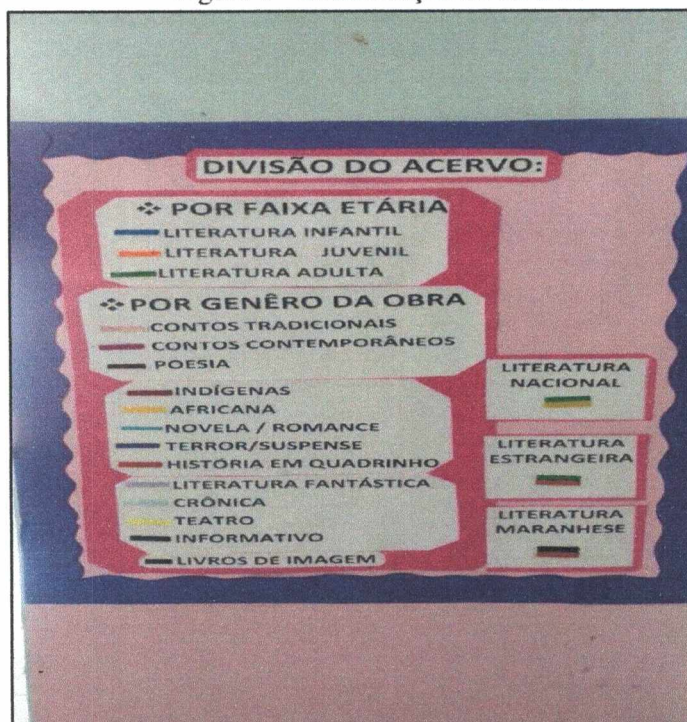 DIVISÃO DO ACERVO:
❖ POR FAIXA ETÁRIA
LITERATURA INFANTIL
LITERATURA JUVENIL
LITERATURA ADULTA
❖ POR GENÊRO DA OBRA
CONTOS TRADICIONAIS
CONTOS CONTEMPORÂNEOS
POESIA
INDÍGENAS
AFRICANA
NOVELA / ROMANCE
TERROR/SUSPENSE
HISTÓRIA EM QUADRINHO
LITERATURA FANTÁSTICA
CRÔNICA
TEATRO
INFORMATIVO
LIVROS DE IMAGEM
LITERATURA
NACIONAL
LITERATURA
ESTRANGEIRA
LITERATURA
MARANHESE